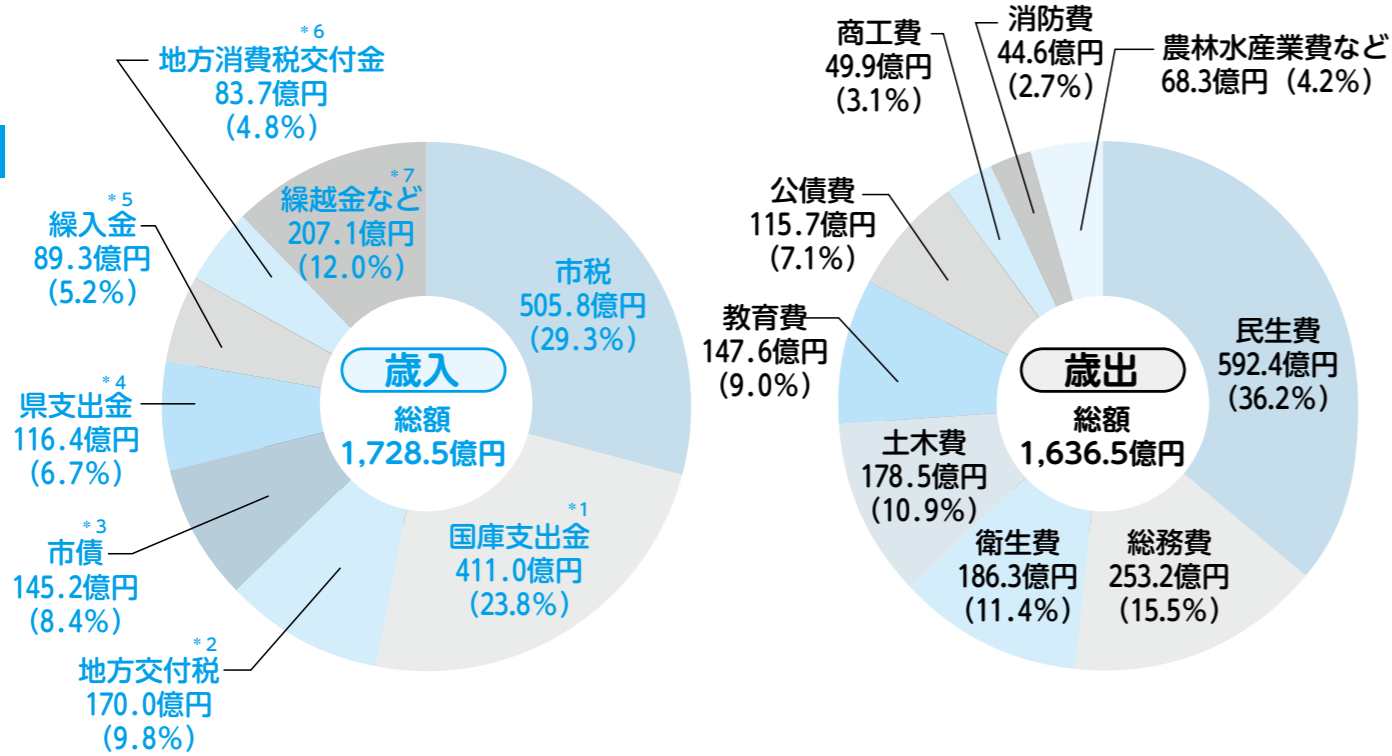 *6
地方消費税交付金
83.7億円
(4.8%)
*7
繰越金など
207.1億円
(12.0%)
*5
繰入金
89.3億円
(5.2%)
市税
505.8億円
(29.3%)
歳入
総額
1,728.5億円
*4
県支出金
116.4億円
(6.7%)
*3
市債
145.2億円
(8.4%)
*1
国庫支出金
411.0億円
(23.8%)
*2
地方交付税
170.0億円
(9.8%)
商工費
49.9億円
(3.1%)
消防費
44.6億円
(2.7%)
農林水産業費など
68.3億円 (4.2%)
公債費
115.7億円
(7.1%)
教育費
147.6億円
(9.0%)
民生費
592.4億円
(36.2%)
歳出
総額
1,636.5億円
土木費
178.5億円
(10.9%)
衛生費
186.3億円
(11.4%)
総務費
253.2億円
(15.5%)